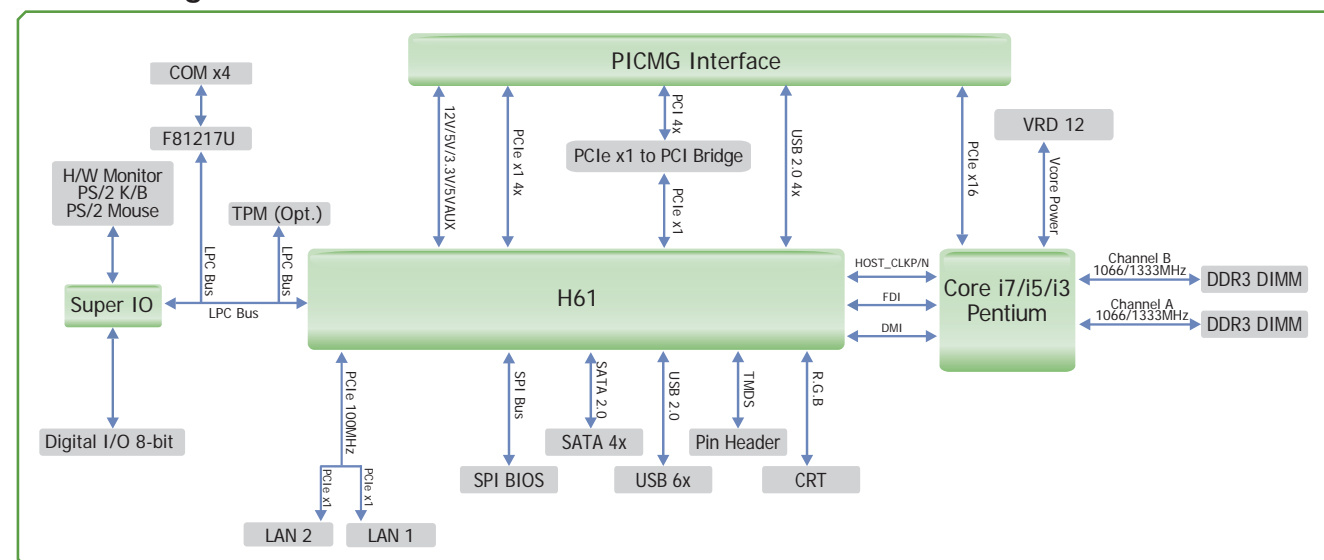 PICMG Interface
COM x4
F81217U
H/W Monitor
PS/2 K/B
PS/2 Mouse
TPM (Opt.)
LPC Bus
LPC Bus
LPC Bus
Super IO
Digital I/O 8-bit
12V/5V/3.3V/5VAUX
PCIe x1 4x
PCI 4x
PCIe x1 to PCI Bridge
PCIe x1
USB 2.0 4x
PCIe x16
VRD 12
Vcore Power
H61
HOST_CLKP/N
FDI
DMI
Core i7/i5/i3
Pentium
Channel B
1066/1333MHz
DDR3 DIMM
Channel A
1066/1333MHz
DDR3 DIMM
PCIe 100MHz
PCIe x1
PCIe x1
LAN 2
LAN 1
SPI Bus
SPI BIOS
SATA 2.0
SATA 4x
USB 2.0
USB 6x
TMDS
Pin Header
R.G.B
CRT